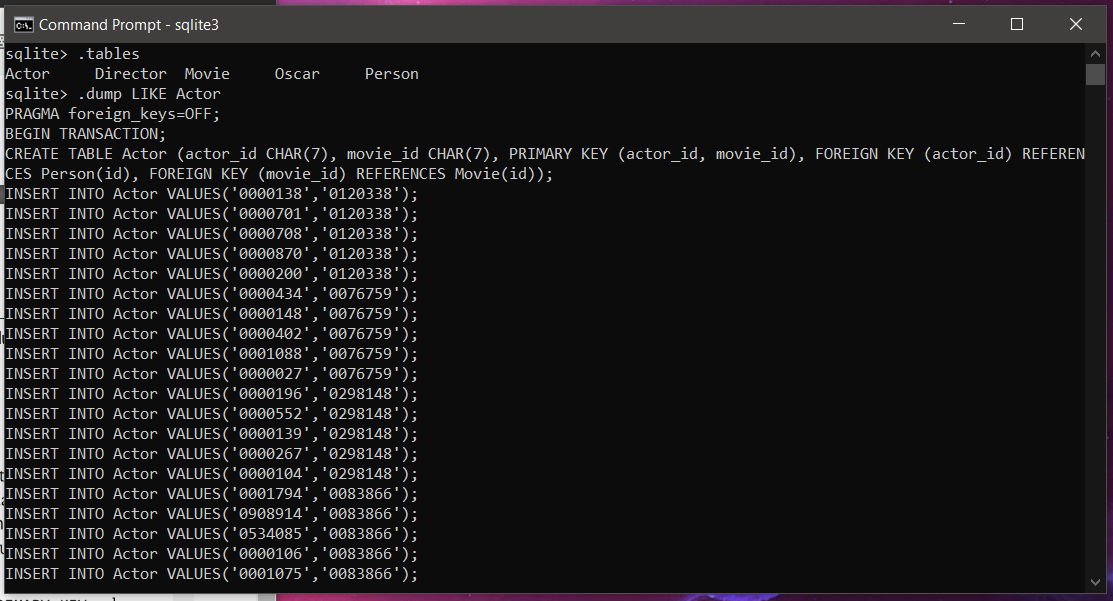 Command Prompt - sqlite3
sqlite> .tables
Actor     Director  Movie     Oscar     Person
sqlite> .dump LIKE Actor
PRAGMA foreign_keys=OFF;
BEGIN TRANSACTION;
CREATE TABLE Actor (actor_id CHAR(7), movie_id CHAR(7), PRIMARY KEY (actor_id, movie_id), FOREIGN KEY (actor_id) REFEREN
CES Person(id), FOREIGN KEY (movie_id) REFERENCES Movie(id));
INSERT INTO Actor VALUES('0000138','0120338');
INSERT INTO Actor VALUES('0000701','0120338');
INSERT INTO Actor VALUES('0000708','0120338');
INSERT INTO Actor VALUES('0000870','0120338');
INSERT INTO Actor VALUES('0000200','0120338');
INSERT INTO Actor VALUES('0000434','0076759');
INSERT INTO Actor VALUES('0000148','0076759');
INSERT INTO Actor VALUES('0000402','0076759');
INSERT INTO Actor VALUES('0001088','0076759');
INSERT INTO Actor VALUES('0000027','0076759');
INSERT INTO Actor VALUES('0000196','0298148');
INSERT INTO Actor VALUES('0000552','0298148');
INSERT INTO Actor VALUES('0000139','0298148');
INSERT INTO Actor VALUES('0000267','0298148');
INSERT INTO Actor VALUES('0000104','0298148');
INSERT INTO Actor VALUES('0001794','0083866');
INSERT INTO Actor VALUES('0908914','0083866');
INSERT INTO Actor VALUES('0534085','0083866');
INSERT INTO Actor VALUES('0000106','0083866');
INSERT INTO Actor VALUES('0001075','0083866');